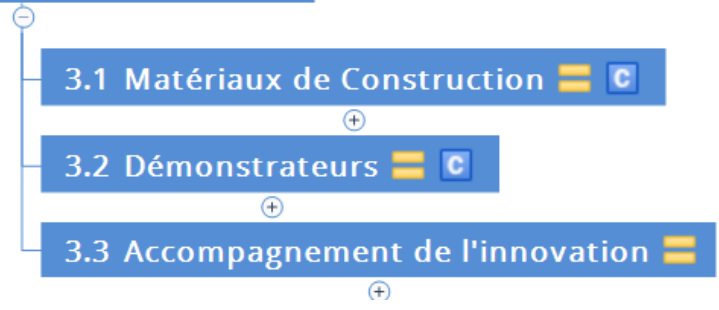 3.1 Matériaux de Construction C
3.2 Démonstrateurs C
3.3 Accompagnement de l'innovation